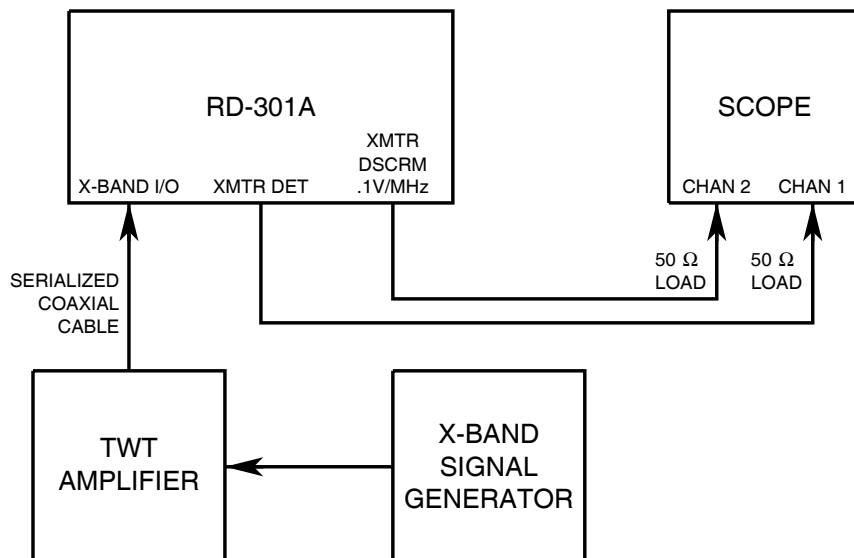 RD-301A
SCOPE
XMTR
DSCRM
X-BAND I/O
XMTR DET
.1V/MHz
CHAN 2
CHAN 1
50 Ω
LOAD
50 Ω
LOAD
SERIALIZED
COAXIAL
CABLE
TWT
AMPLIFIER
X-BAND
SIGNAL
GENERATOR